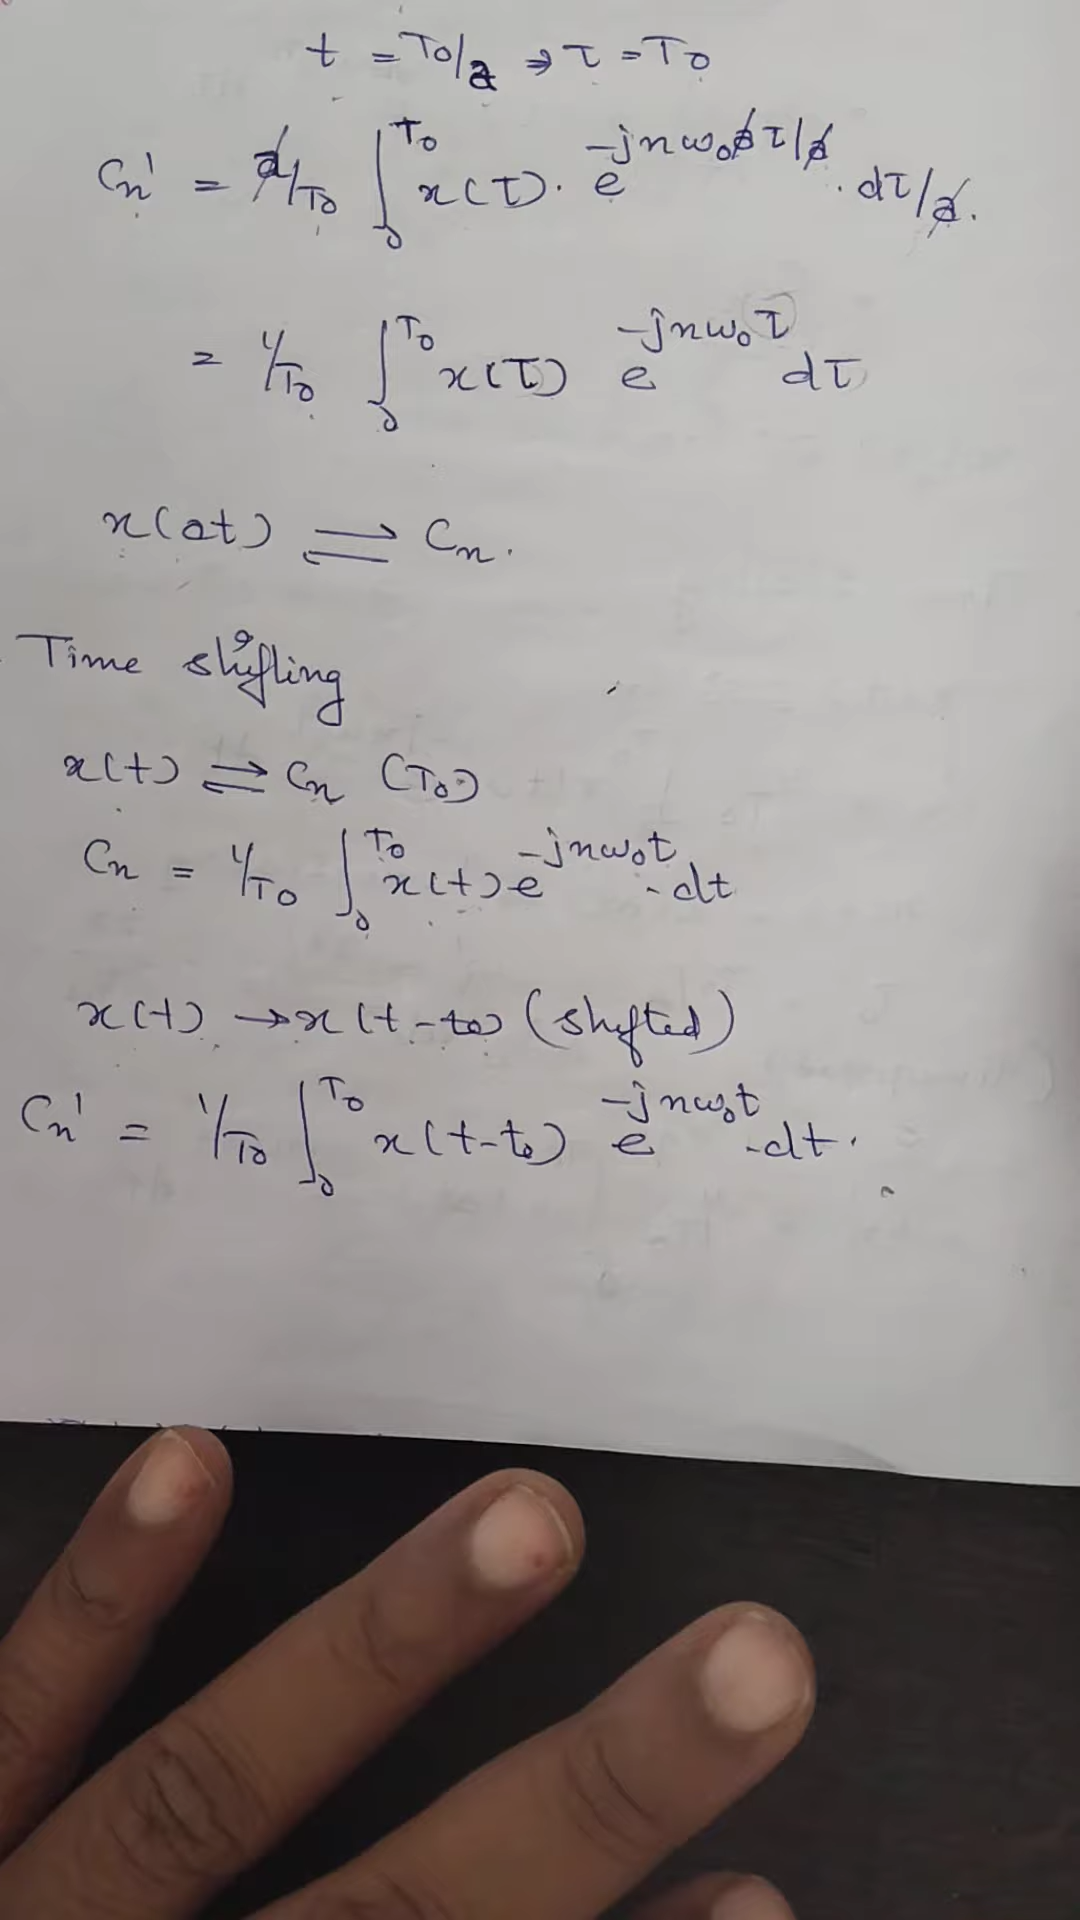 t = T₀/a ⇒ τ = T₀
Cn' = a/T₀ ∫₀^T₀ x(τ). e^-jnω₀aτ/a . dτ/a.
= 1/T₀ ∫₀^T₀ x(τ) e^-jnω₀τ dτ
x(at) ⇌ Cn.
Time shifting
x(t) ⇌ Cn (T₀)
Cn = 1/T₀ ∫₀^T₀ x(t) e^-jnω₀t . dt
x(t) → x(t-t₀) (shifted)
Cn' = 1/T₀ ∫₀^T₀ x(t-t₀) e^-jnω₀t . dt.